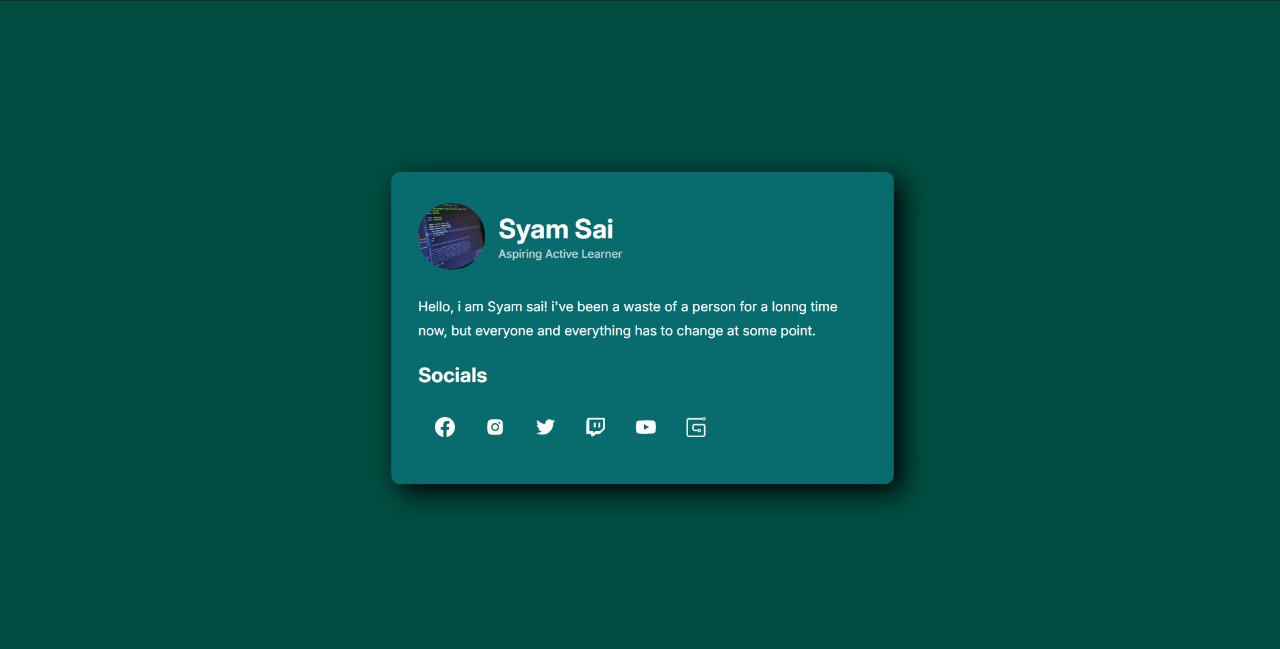 Syam Sai
Aspiring Active Learner
Hello, i am Syam sai! i've been a waste of a person for a lonng time
now, but everyone and everything has to change at some point.
Socials